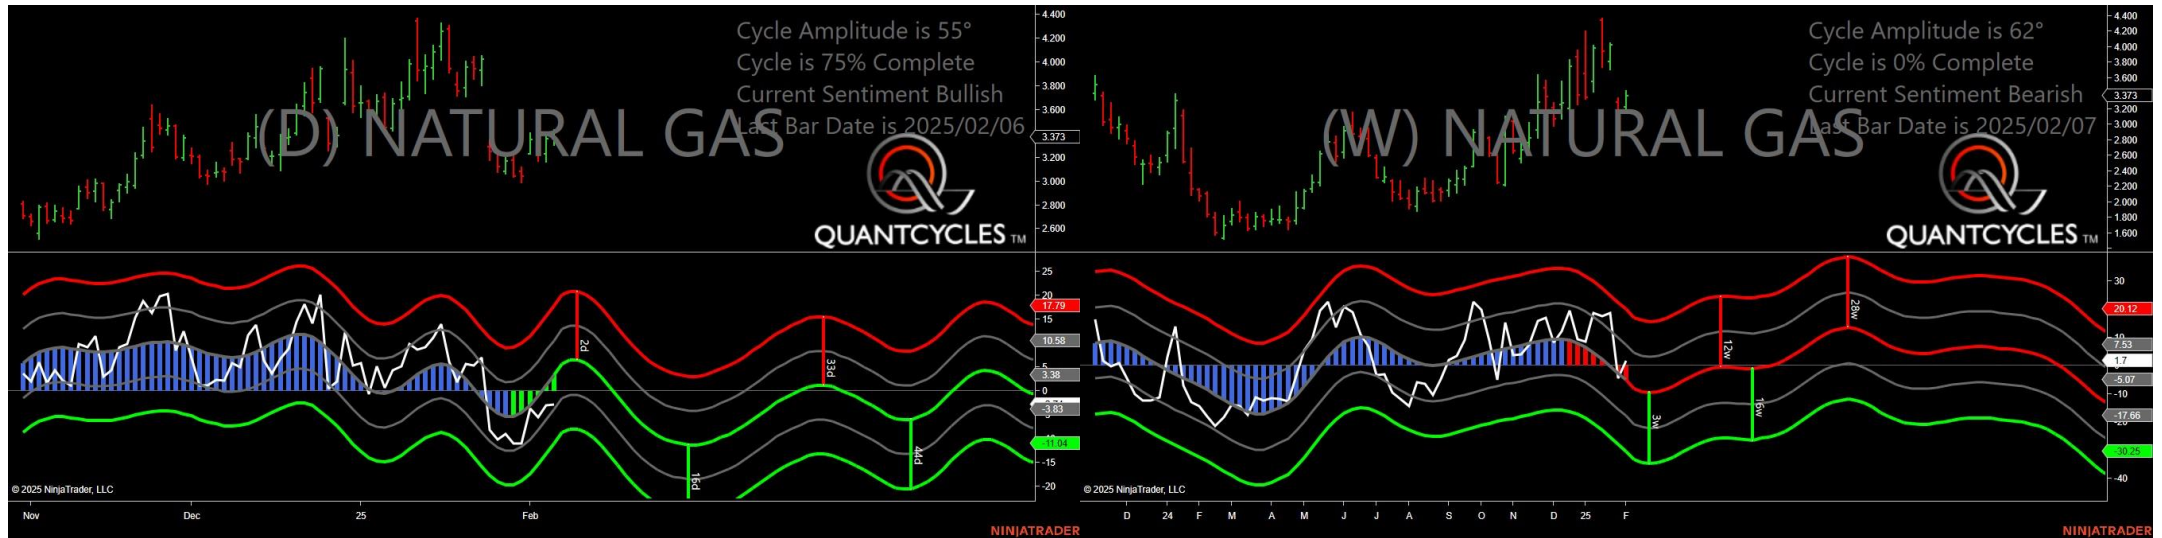 Cycle Amplitude is 55°
Cycle is 75% Complete
Current Sentiment Bullish
Last Bar Date is 2025/02/06
(D) NATURAL GAS
QUANTCYCLES TM
4.400
4.200
4.000
3.800
3.600
3.373
3.200
3.000
2.800
2.600
25
20
17.79
15
10.58
5
3.38
0
-3.83
-11.04
-15
-20
2d
16d
33d
44d
© 2025 NinjaTrader, LLC
Nov
Dec
25
Feb
NINJATRADER
Cycle Amplitude is 62°
Cycle is 0% Complete
Current Sentiment Bearish
Last Bar Date is 2025/02/07
(W) NATURAL GAS
QUANTCYCLES TM
4.400
4.200
4.000
3.800
3.600
3.373
3.200
3.000
2.800
2.600
2.400
2.200
2.000
1.800
1.600
30
20.12
10
7.53
1.7
-5.07
-10
-17.66
-20
-30.25
-40
3w
12w
16w
28w
© 2025 NinjaTrader, LLC
D
24
F
M
A
M
J
J
A
S
O
N
D
25
F
NINJATRADER